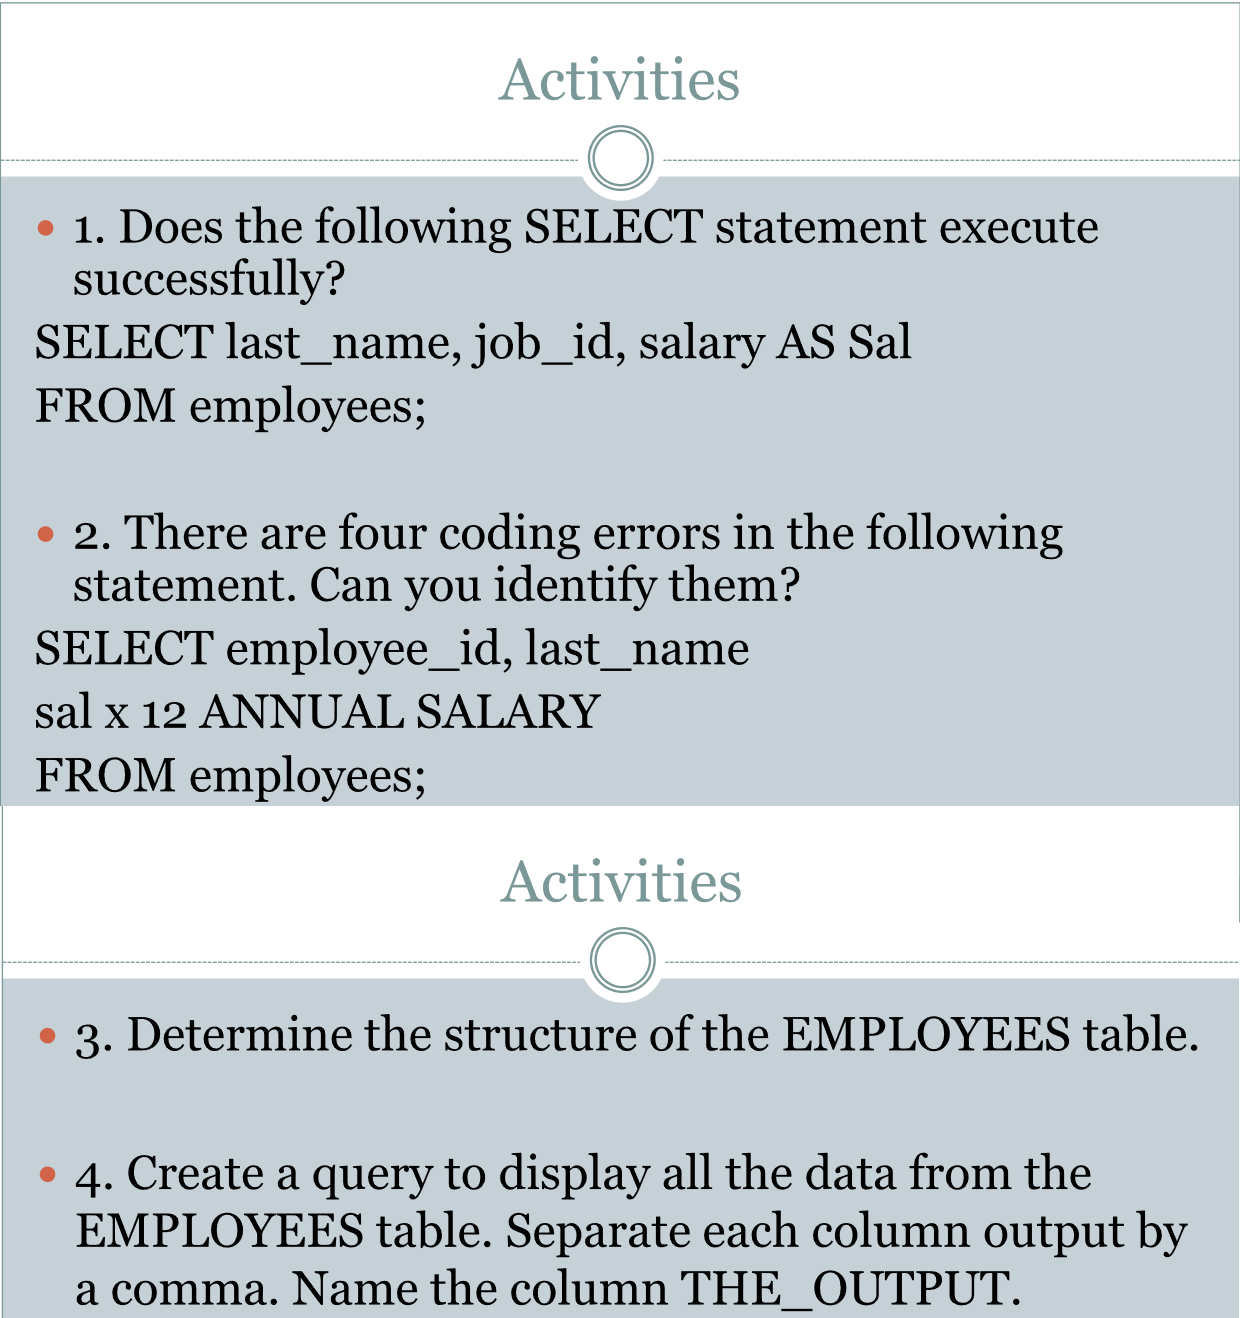 Activities
• 1. Does the following SELECT statement execute
successfully?
SELECT last_name, job_id, salary AS Sal
FROM employees;
• 2. There are four coding errors in the following
statement. Can you identify them?
SELECT employee_id, last_name
sal x 12 ANNUAL SALARY
FROM employees;
Activities
• 3. Determine the structure of the EMPLOYEES table.
• 4. Create a query to display all the data from the
EMPLOYEES table. Separate each column output by
a comma. Name the column THE_OUTPUT.